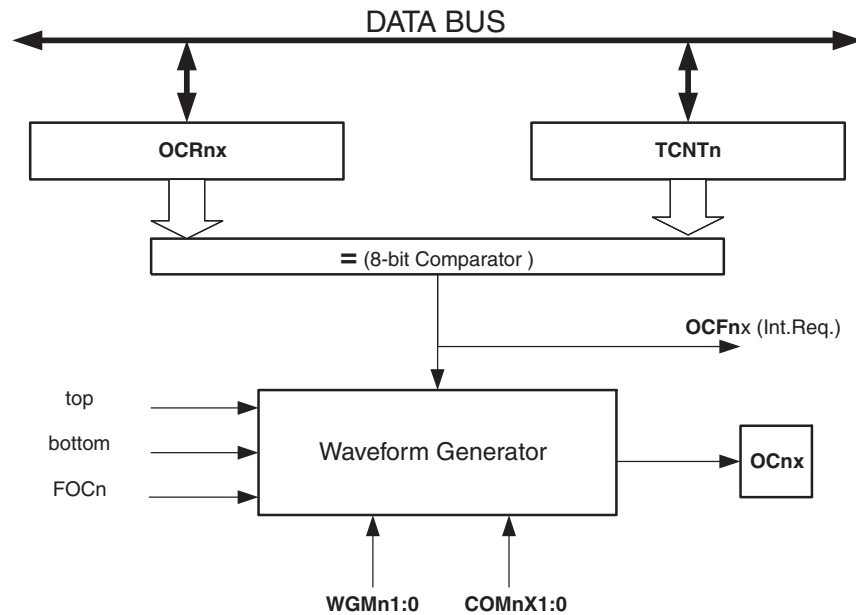 DATA BUS
OCRnx
TCNTn
= (8-bit Comparator )
OCFnx (Int.Req.)
top
bottom
FOCn
Waveform Generator
OCnx
WGMn1:0
COMnX1:0